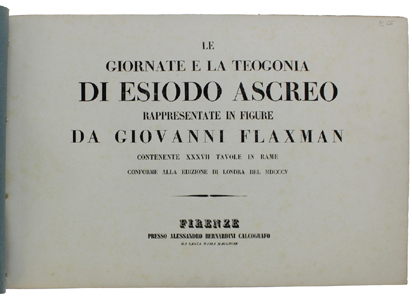 LE
GIORNATE E LA TEOGONIA
DI ESIODO ASCREO
RAPPRESENTATE IN FIGURE
DA GIOVANNI FLAXMAN
CONTENENTE XXXVII TAVOLE IN RAME
CONFORME ALLA EDIZIONE DI LONDRA DEL MDCCCV
FIRENZE
PRESSO ALESSANDRO BERNARDINI CALCOGRAFO